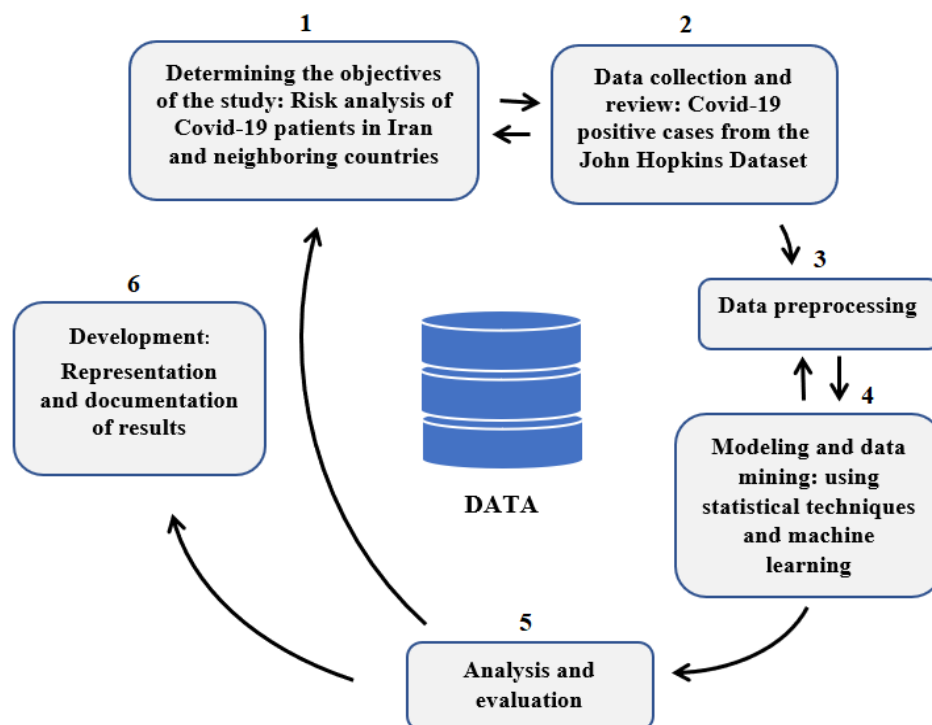 1
Determining the objectives
of the study: Risk analysis of
Covid-19 patients in Iran
and neighboring countries
2
Data collection and
review: Covid-19
positive cases from the
John Hopkins Dataset
3
Data preprocessing
4
Modeling and data
mining: using
statistical techniques
and machine
learning
5
Analysis and
evaluation
6
Development:
Representation
and documentation
of results
DATA